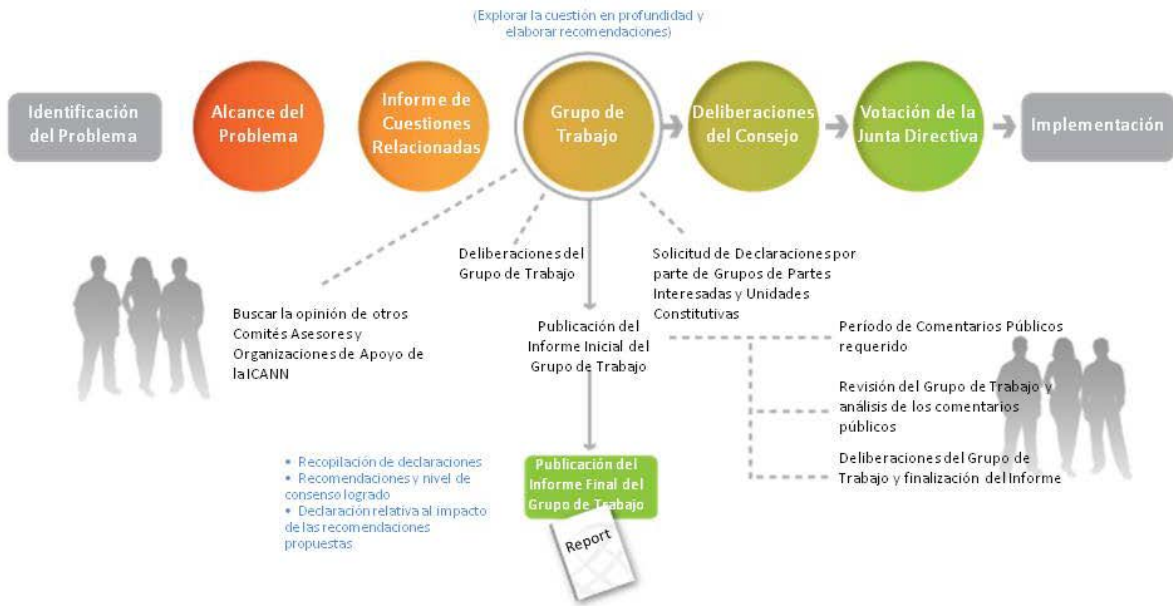 (Explorar la cuestión en profundidad y
elaborar recomendaciones)
Identificación
del Problema
Alcance del
Problema
Informe de
Cuestiones
Relacionadas
Grupo de
Trabajo
Deliberaciones
del Consejo
Votación de la
Junta Directiva
Implementación
Buscar la opinión de otros
Comités Asesores y
Organizaciones de Apoyo de
la ICANN
Deliberaciones del
Grupo de Trabajo
Solicitud de Declaraciones por
parte de Grupos de Partes
Interesadas y Unidades
Constitutivas
Publicación del
Informe Inicial del
Grupo de Trabajo
Período de Comentarios Públicos
requerido
Revisión del Grupo de Trabajo y
análisis de los comentarios
públicos
Deliberaciones del Grupo de
Trabajo y finalización del Informe
• Recopilación de declaraciones
• Recomendaciones y nivel de
consenso logrado
• Declaración relativa al impacto
de las recomendaciones
propuestas
Publicación del
Informe Final del
Grupo de Trabajo
Report